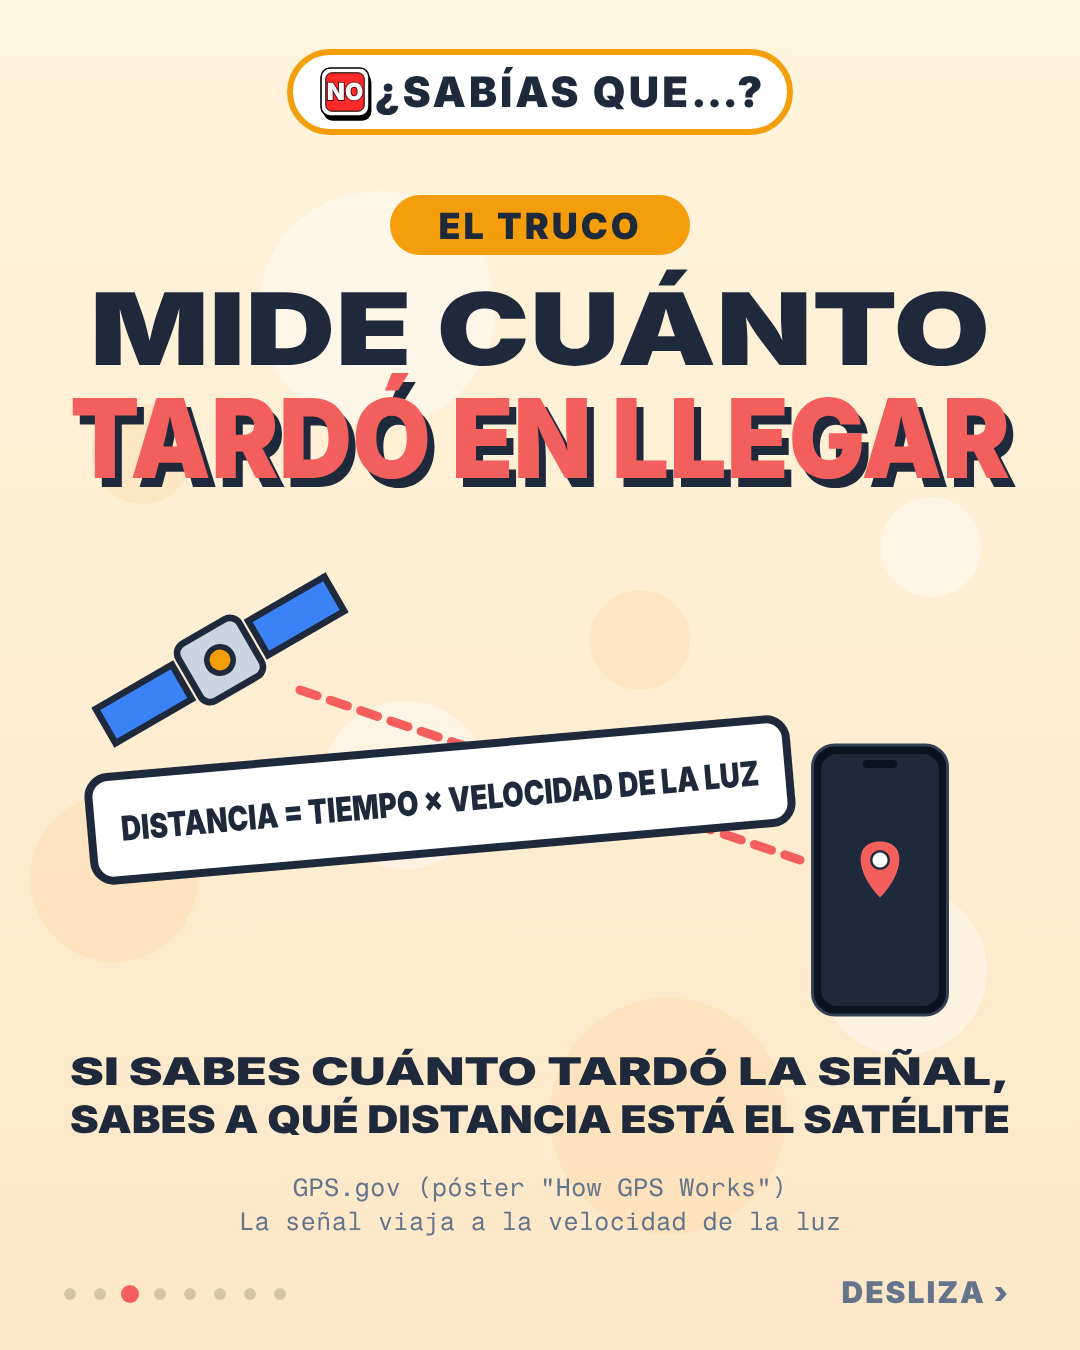 NO ¿SABÍAS QUE...?
EL TRUCO
MIDE CUÁNTO
TARDÓ EN LLEGAR
DISTANCIA = TIEMPO × VELOCIDAD DE LA LUZ
SI SABES CUÁNTO TARDÓ LA SEÑAL,
SABES A QUÉ DISTANCIA ESTÁ EL SATÉLITE
GPS.gov (póster "How GPS Works")
La señal viaja a la velocidad de la luz
DESLIZA ›